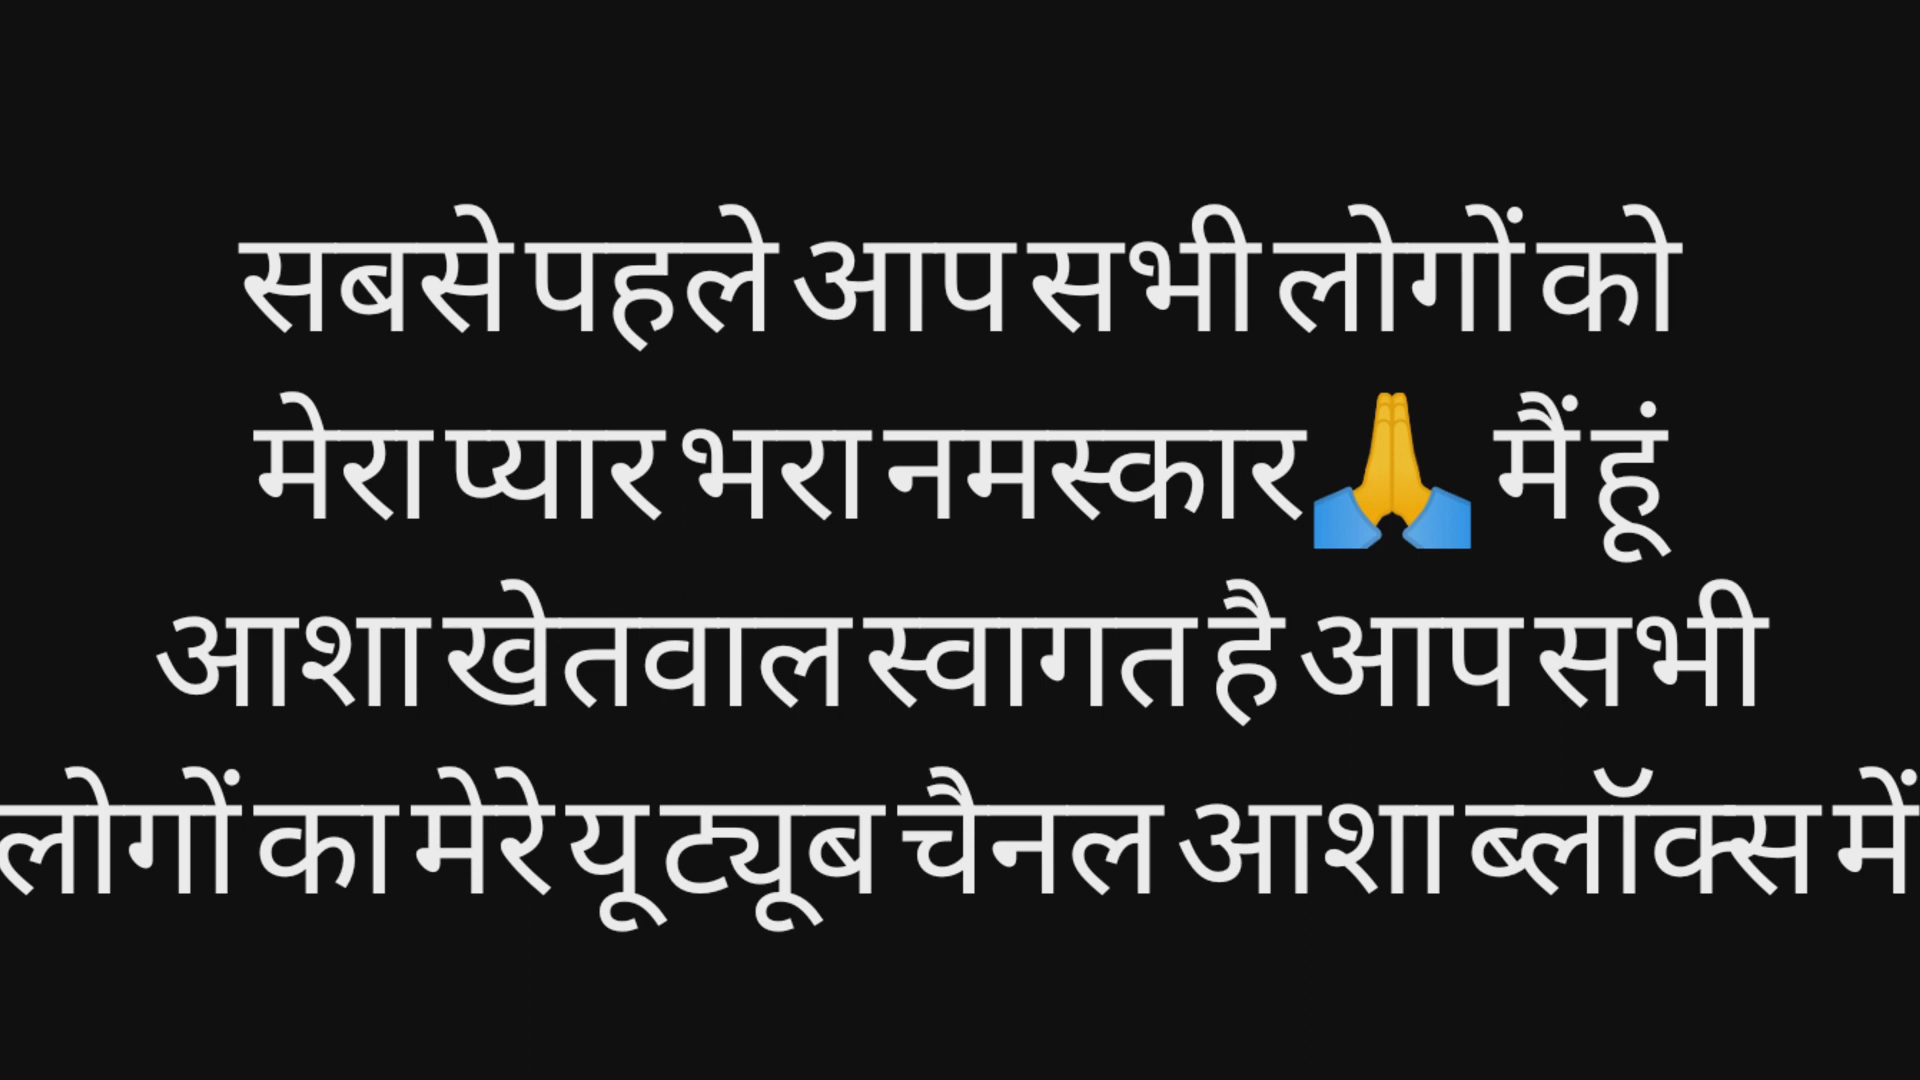 सबसे पहले आप सभी लोगों को
मेरा प्यार भरा नमस्कार🙏 मैं हूं
आशा खेतवाल स्वागत है आप सभी
लोगों का मेरे यू ट्यूब चैनल आशा ब्लॉक्स में